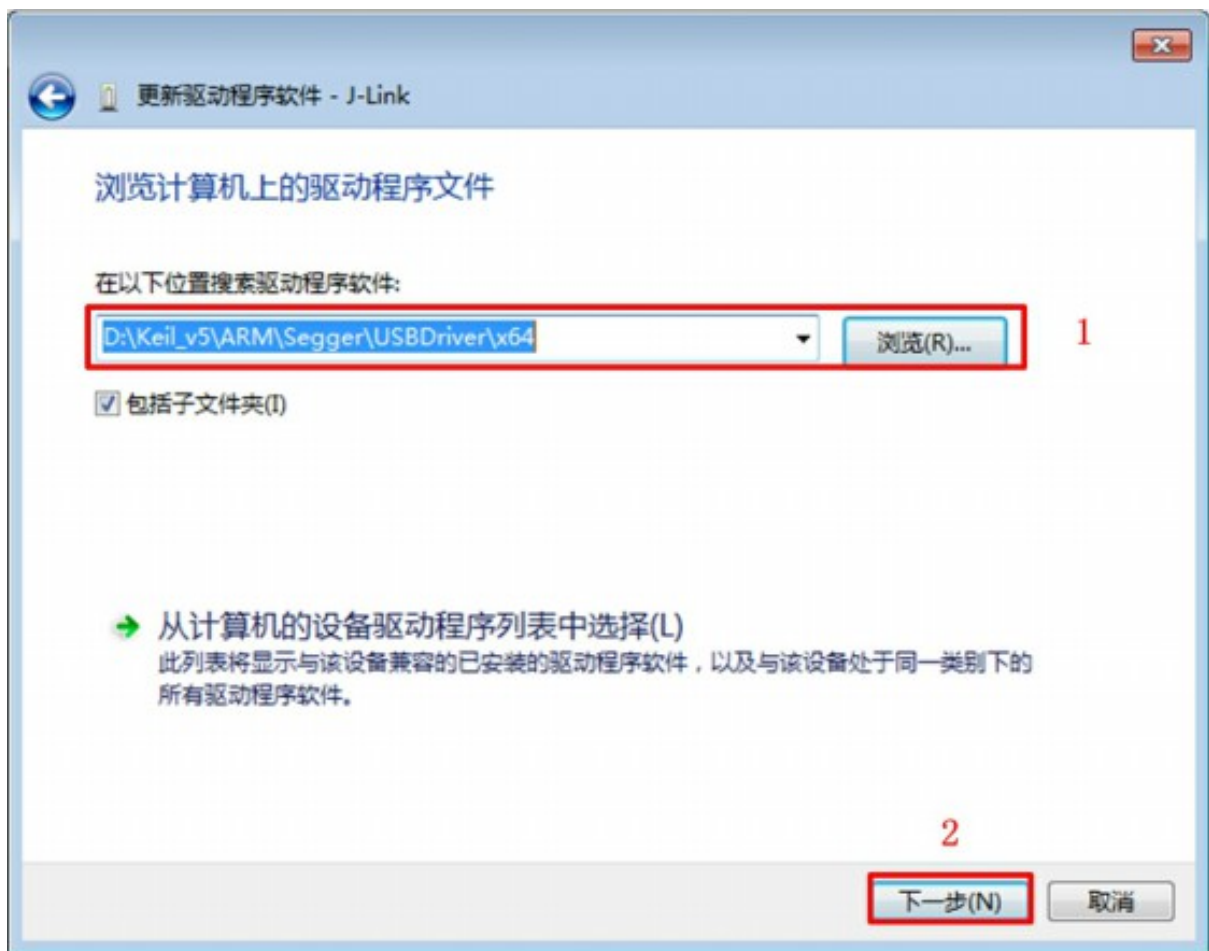 更新驱动程序软件 - J-Link
浏览计算机上的驱动程序文件
在以下位置搜索驱动程序软件:
D:\Keil_v5\ARM\Segger\USBDriver\x64
浏览(R)...
1
包括子文件夹(I)
从计算机的设备驱动程序列表中选择(L)
此列表将显示与该设备兼容的已安装的驱动程序软件，以及与该设备处于同一类别下的
所有驱动程序软件。
2
下一步(N)
取消